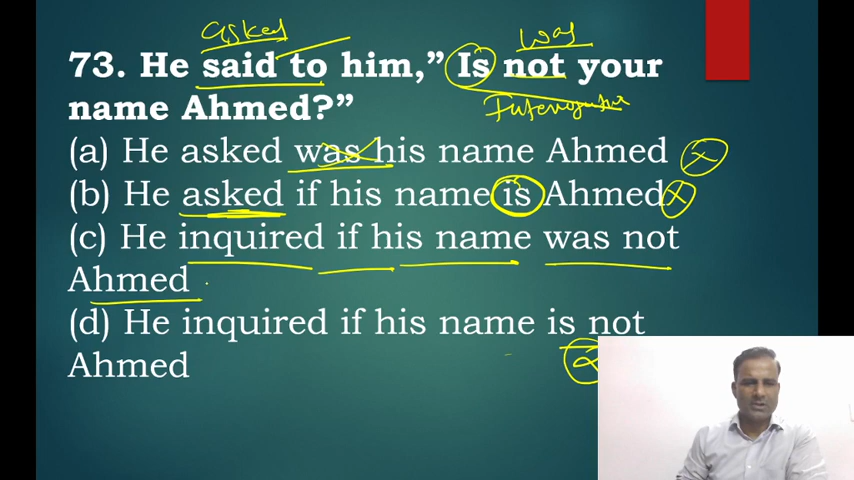 asked
was
73. He said to him,” Is not your
name Ahmed?”
Interrogative
(a) He asked was his name Ahmed
(b) He asked if his name is Ahmed
(c) He inquired if his name was not
Ahmed
(d) He inquired if his name is not
Ahmed